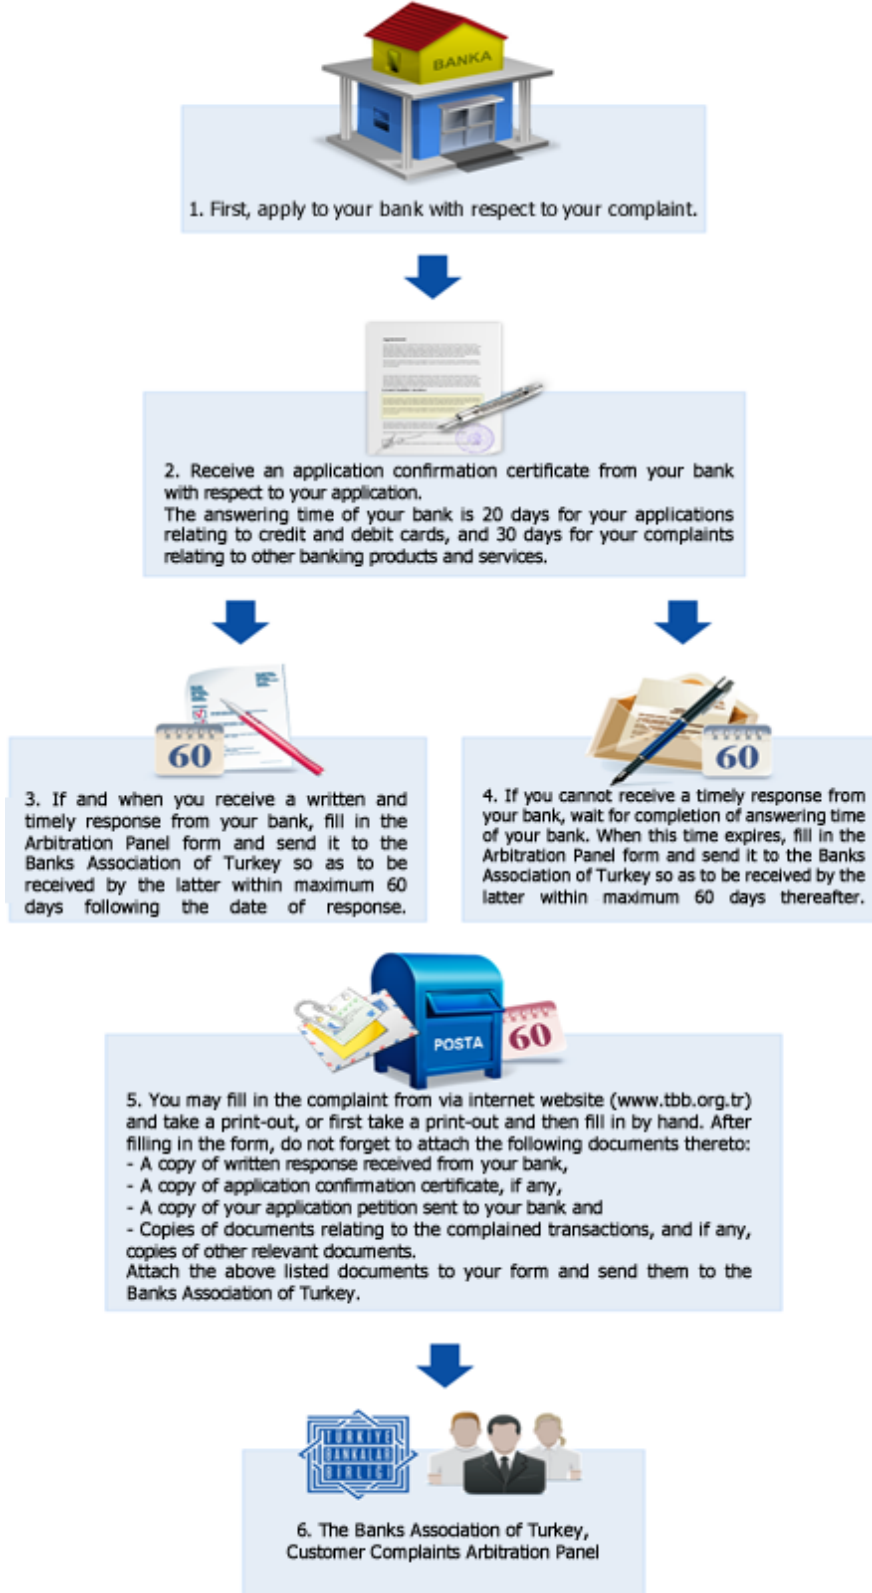 BANKA
1. First, apply to your bank with respect to your complaint.
2. Receive an application confirmation certificate from your bank
with respect to your application.
The answering time of your bank is 20 days for your applications
relating to credit and debit cards, and 30 days for your complaints
relating to other banking products and services.
60
3. If and when you receive a written and
timely response from your bank, fill in the
Arbitration Panel form and send it to the
Banks Association of Turkey so as to be
received by the latter within maximum 60
days following the date of response.
60
4. If you cannot receive a timely response from
your bank, wait for completion of answering time
of your bank. When this time expires, fill in the
Arbitration Panel form and send it to the Banks
Association of Turkey so as to be received by the
latter within maximum 60 days thereafter.
POSTA
60
5. You may fill in the complaint from via internet website (www.tbb.org.tr)
and take a print-out, or first take a print-out and then fill in by hand. After
filling in the form, do not forget to attach the following documents thereto:
- A copy of written response received from your bank,
- A copy of application confirmation certificate, if any,
- A copy of your application petition sent to your bank and
- Copies of documents relating to the complained transactions, and if any,
copies of other relevant documents.
Attach the above listed documents to your form and send them to the
Banks Association of Turkey.
TÜRKİYE
BANKALAR
BİRLİĞİ
6. The Banks Association of Turkey,
Customer Complaints Arbitration Panel